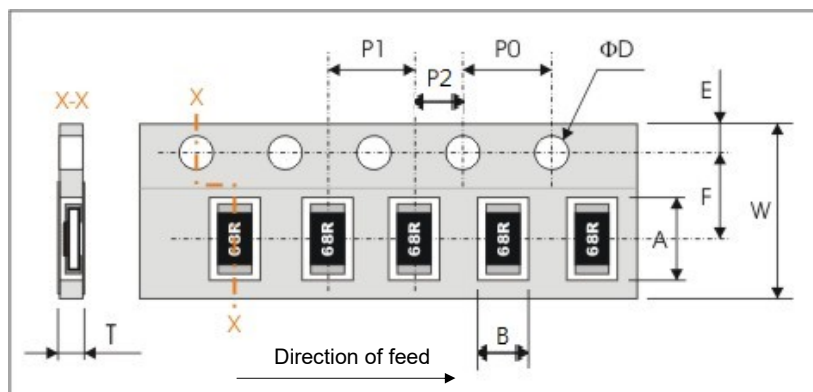 P1
P0
ΦD
P2
E
X-X
X
F
W
A
68R
68R
68R
68R
68R
X
T
B
Direction of feed